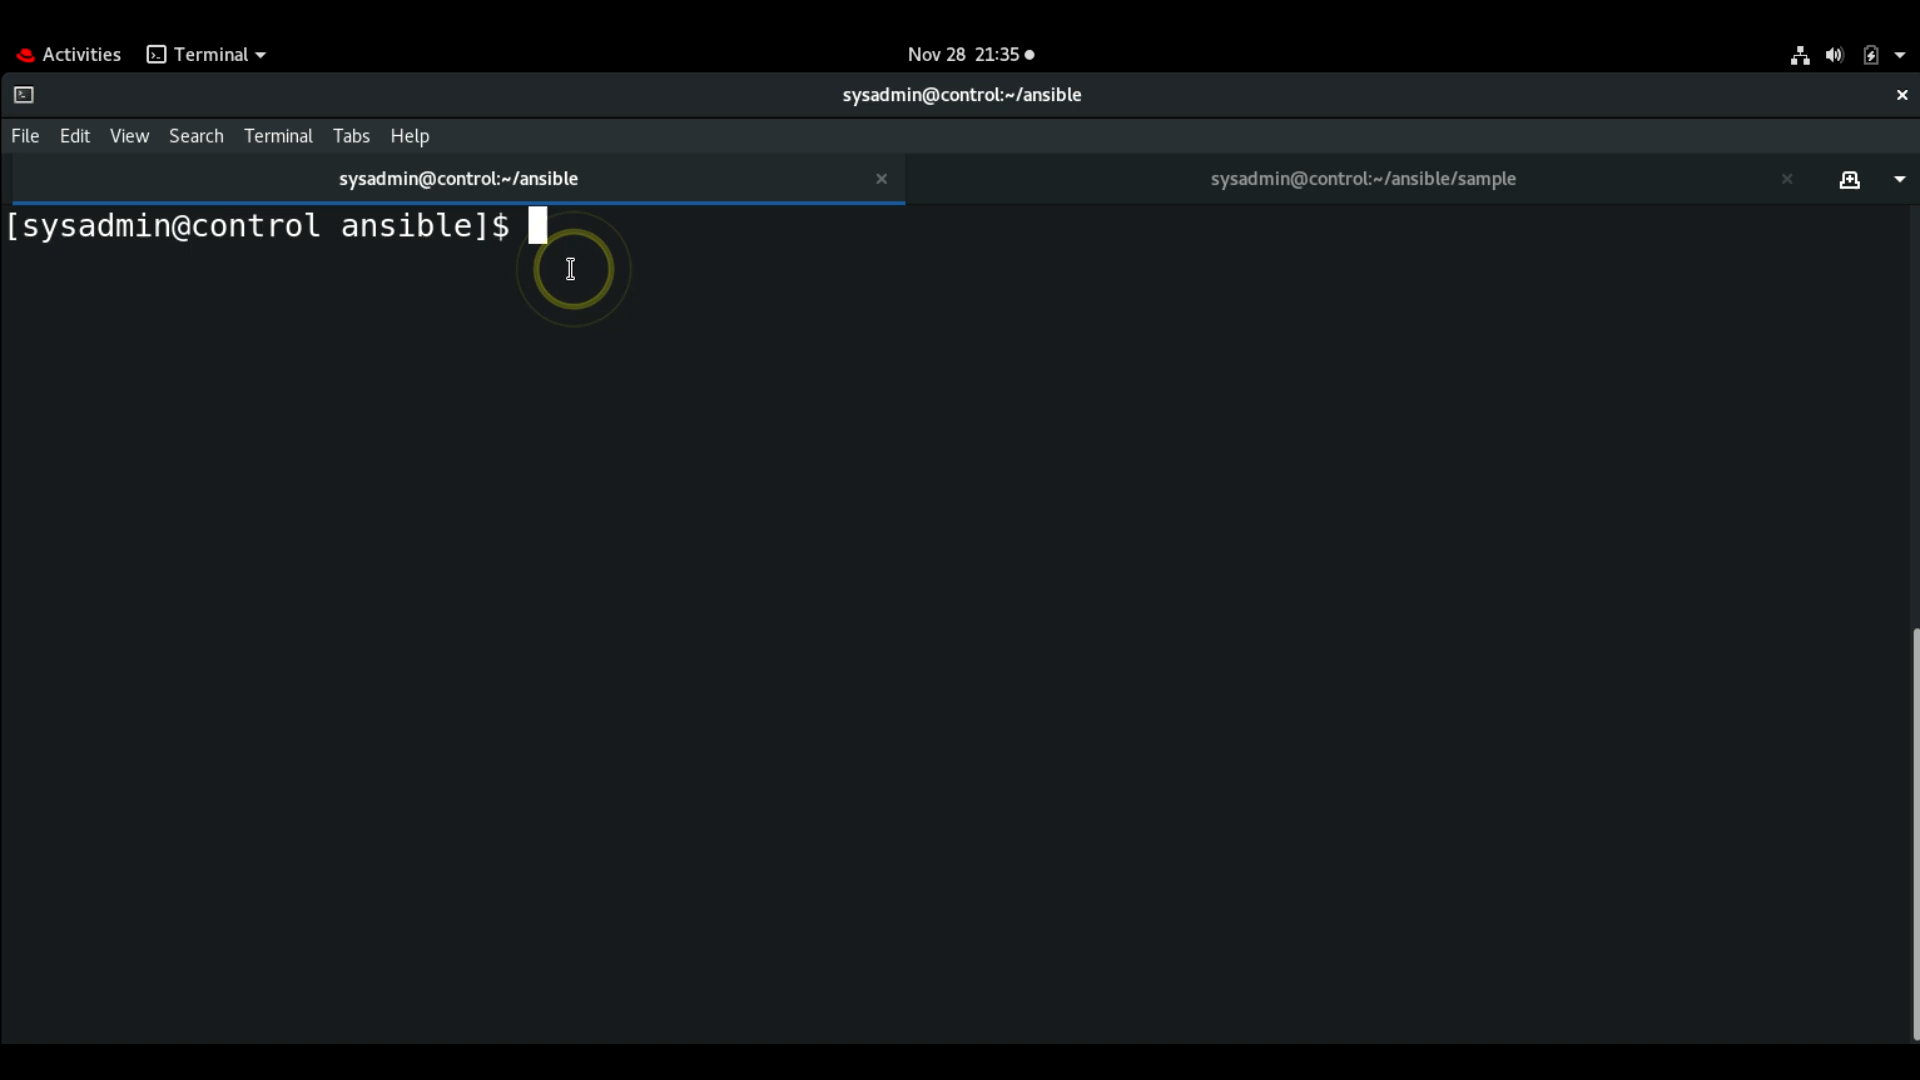 Activities Terminal Nov 28 21:35
sysadmin@control:~/ansible
File Edit View Search Terminal Tabs Help
sysadmin@control:~/ansible sysadmin@control:~/ansible/sample
[sysadmin@control ansible]$